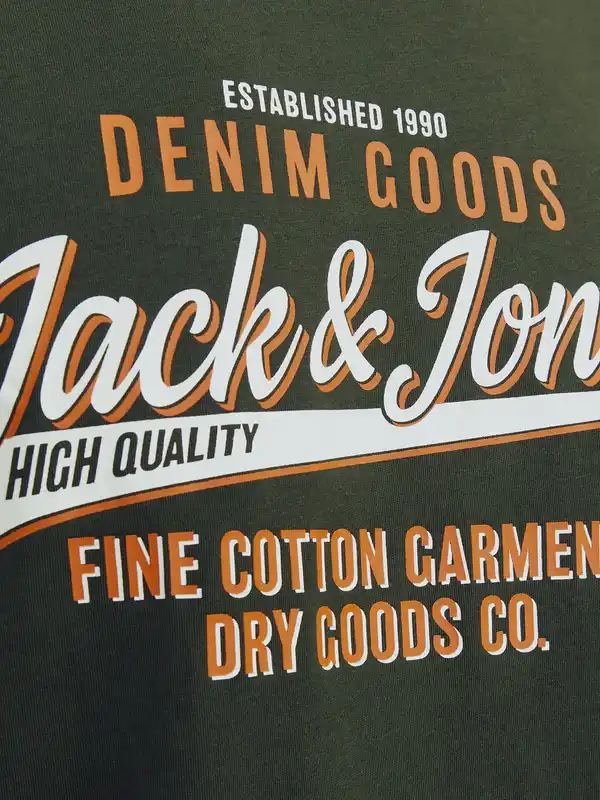 ESTABLISHED 1990
DENIM GOODS
Jack & Jon
HIGH QUALITY
FINE COTTON GARMEN
DRY GOODS CO.